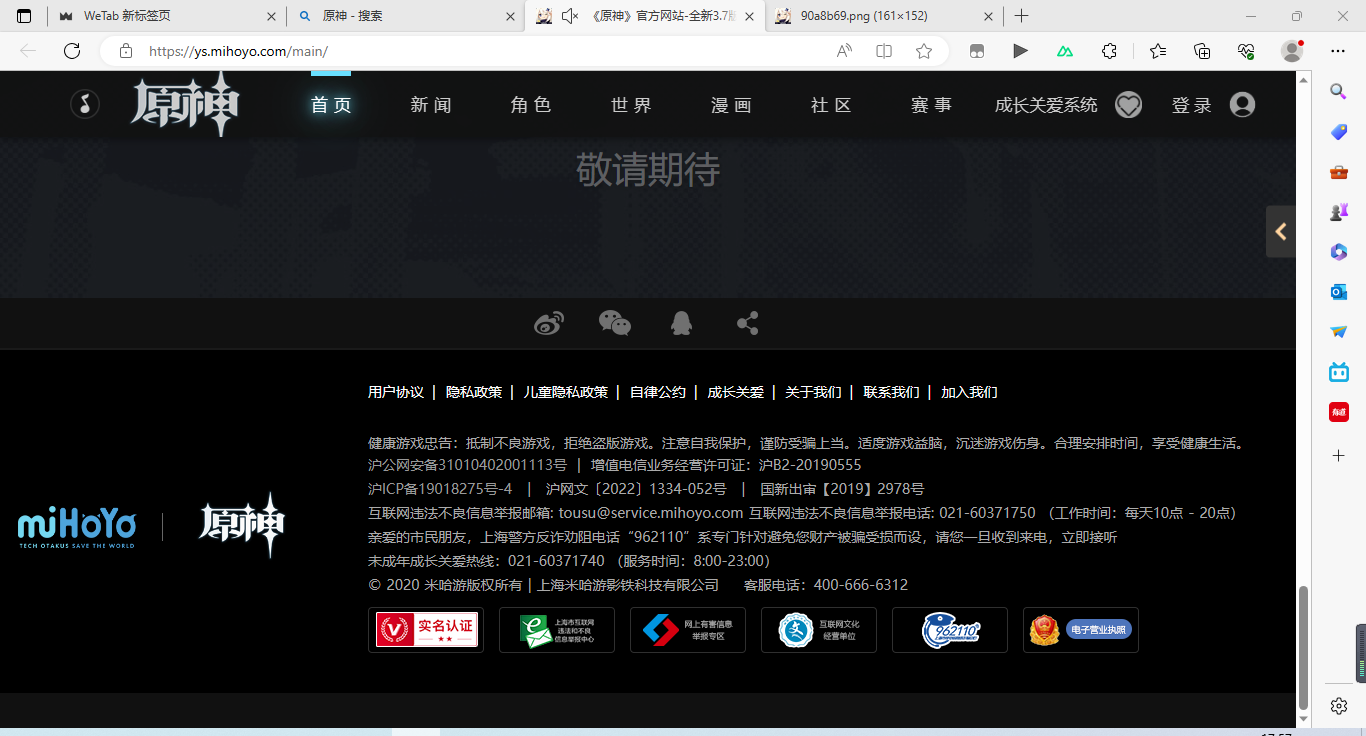 WeTab 新标签页
原神 - 搜索
《原神》官方网站-全新3.7版
90a8b69.png (161×152)
https://ys.mihoyo.com/main/
原神
首页
新闻
角色
世界
漫画
社区
赛事
成长关爱系统
登录
敬请期待
用户协议 | 隐私政策 | 儿童隐私政策 | 自律公约 | 成长关爱 | 关于我们 | 联系我们 | 加入我们
健康游戏忠告：抵制不良游戏，拒绝盗版游戏。注意自我保护，谨防受骗上当。适度游戏益脑，沉迷游戏伤身。合理安排时间，享受健康生活。
沪公网安备31010402001113号 | 增值电信业务经营许可证：沪B2-20190555
沪ICP备19018275号-4 | 沪网文〔2022〕1334-052号 | 国新出审【2019】2978号
互联网违法不良信息举报邮箱: tousu@service.mihoyo.com 互联网违法不良信息举报电话: 021-60371750 （工作时间：每天10点 - 20点）
亲爱的市民朋友，上海警方反诈劝阻电话“962110”系专门针对避免您财产被骗受损而设，请您一旦收到来电，立即接听
未成年成长关爱热线：021-60371740 （服务时间：8:00-23:00）
© 2020 米哈游版权所有 | 上海米哈游影铁科技有限公司 客服电话：400-666-6312
miHoYo
TECH OTAKUS SAVE THE WORLD
原神
实名认证
上海市互联网
违法和不良
信息举报中心
网上有害信息
举报专区
互联网文化
经营单位
962110
电子营业执照
有道